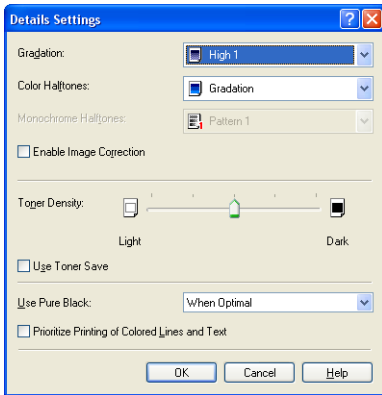 Details Settings
Gradation: High 1
Color Halftones: Gradation
Monochrome Halftones: Pattern 1
Enable Image Correction
Toner Density:
Light Dark
Use Toner Save
Use Pure Black: When Optimal
Prioritize Printing of Colored Lines and Text
OK Cancel Help